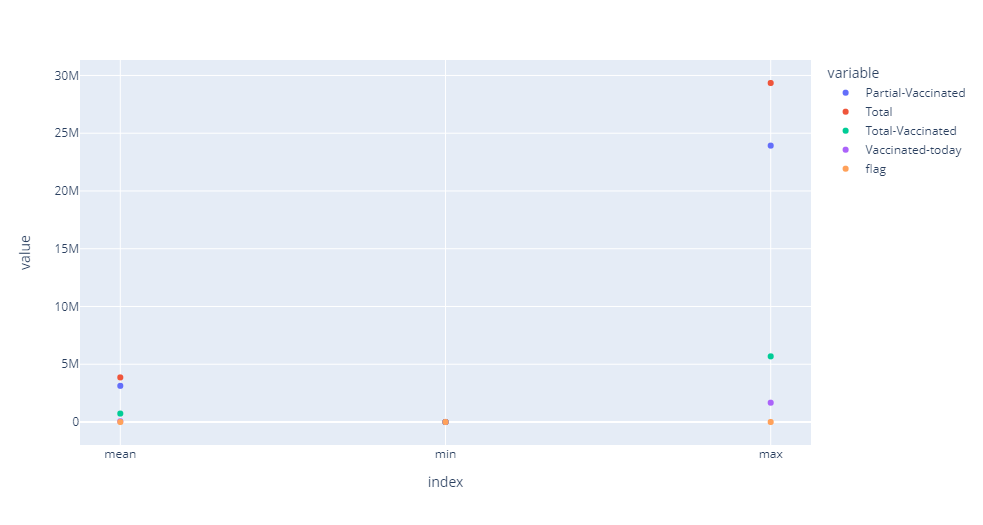 30M
25M
20M
15M
10M
5M
0
value
mean
min
max
index
variable
Partial-Vaccinated
Total
Total-Vaccinated
Vaccinated-today
flag